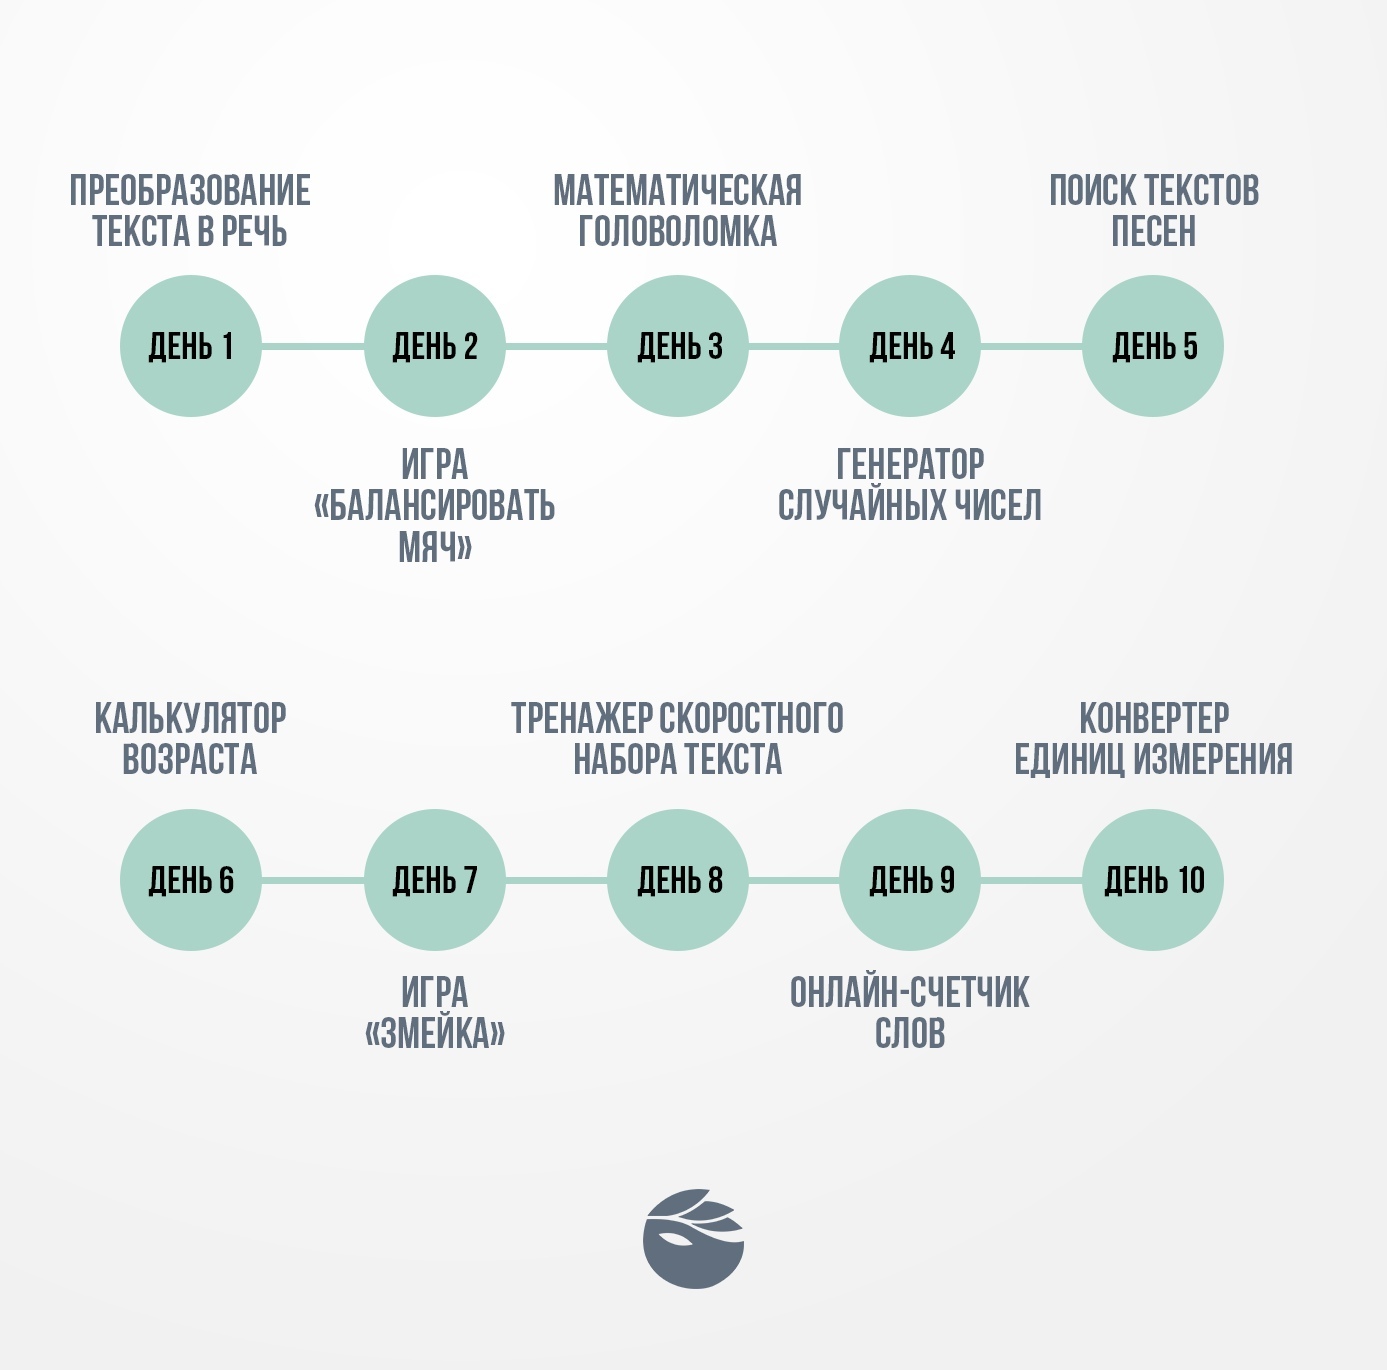 ПРЕОБРАЗОВАНИЕ
ТЕКСТА В РЕЧЬ
МАТЕМАТИЧЕСКАЯ
ГОЛОВОЛОМКА
ПОИСК ТЕКСТОВ
ПЕСЕН
ДЕНЬ 1
ДЕНЬ 2
ДЕНЬ 3
ДЕНЬ 4
ДЕНЬ 5
ИГРА
«БАЛАНСИРОВАТЬ
МЯЧ»
ГЕНЕРАТОР
СЛУЧАЙНЫХ ЧИСЕЛ
КАЛЬКУЛЯТОР
ВОЗРАСТА
ТРЕНАЖЕР СКОРОСТНОГО
НАБОРА ТЕКСТА
КОНВЕРТЕР
ЕДИНИЦ ИЗМЕРЕНИЯ
ДЕНЬ 6
ДЕНЬ 7
ДЕНЬ 8
ДЕНЬ 9
ДЕНЬ 10
ИГРА
«ЗМЕЙКА»
ОНЛАЙН-СЧЕТЧИК
СЛОВ